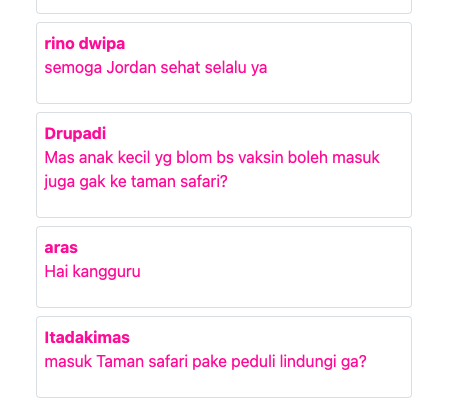 rino dwipa
semoga Jordan sehat selalu ya
Drupadi
Mas anak kecil yg blom bs vaksin boleh masuk
juga gak ke taman safari?
aras
Hai kangguru
Itadakimas
masuk Taman safari pake peduli lindungi ga?